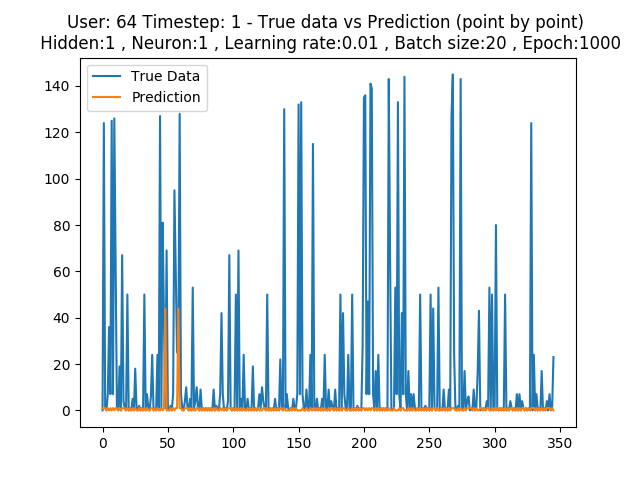 User: 64 Timestep: 1 - True data vs Prediction (point by point)
Hidden:1 , Neuron:1 , Learning rate:0.01 , Batch size:20 , Epoch:1000
True Data
Prediction
140
120
100
80
60
40
20
0
0 50 100 150 200 250 300 350